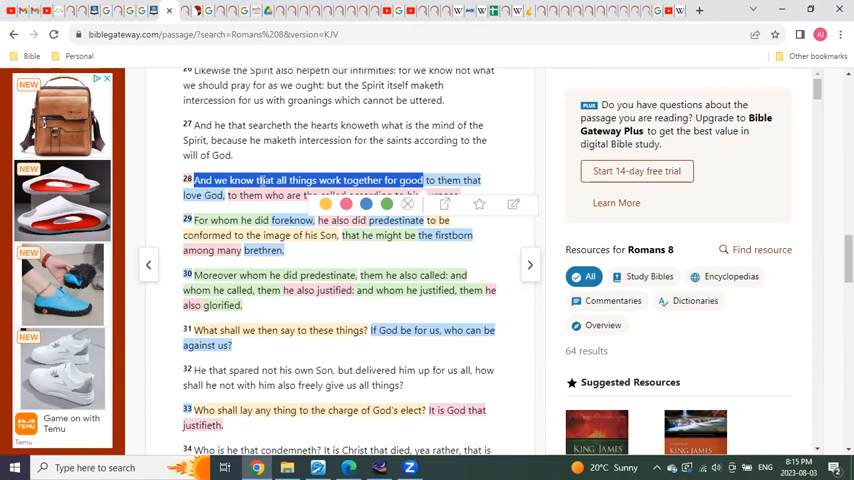 biblegateway.com/passage/?search=Romans%208&version=KJV
Bible
Personal
Other bookmarks
NEW
NEW
NEW
NEW
Game on with
Temu
Temu
26 Likewise the Spirit also helpeth our infirmities: for we know not what
we should pray for as we ought: but the Spirit itself maketh
intercession for us with groanings which cannot be uttered.
27 And he that searcheth the hearts knoweth what is the mind of the
Spirit, because he maketh intercession for the saints according to the
will of God.
28 And we know that all things work together for good to them that
love God, to them who are the called according to his
29 For whom he did foreknow, he also did predestinate to be
conformed to the image of his Son, that he might be the firstborn
among many brethren.
30 Moreover whom he did predestinate, them he also called: and
whom he called, them he also justified: and whom he justified, them he
also glorified.
31 What shall we then say to these things? If God be for us, who can be
against us?
32 He that spared not his own Son, but delivered him up for us all, how
shall he not with him also freely give us all things?
33 Who shall lay any thing to the charge of God's elect? It is God that
justifieth.
34 Who is he that condemneth? It is Christ that died, yea rather, that is
PLUS Do you have questions about the
passage you are reading? Upgrade to Bible
Gateway Plus to get the best value in
digital Bible study.
Start 14-day free trial
Learn More
Resources for Romans 8
Find resource
All
Study Bibles
Encyclopedias
Commentaries
Dictionaries
Overview
64 results
Suggested Resources
KING JAMES
KING JAMES
Type here to search
20°C Sunny
ENG
8:15 PM
2023-08-03
2